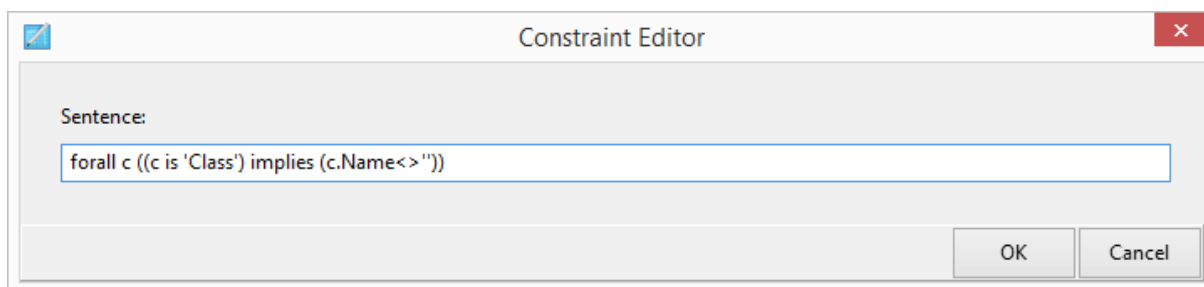 Constraint Editor
Sentence:
forall c ((c is 'Class') implies (c.Name<>''))
OK Cancel